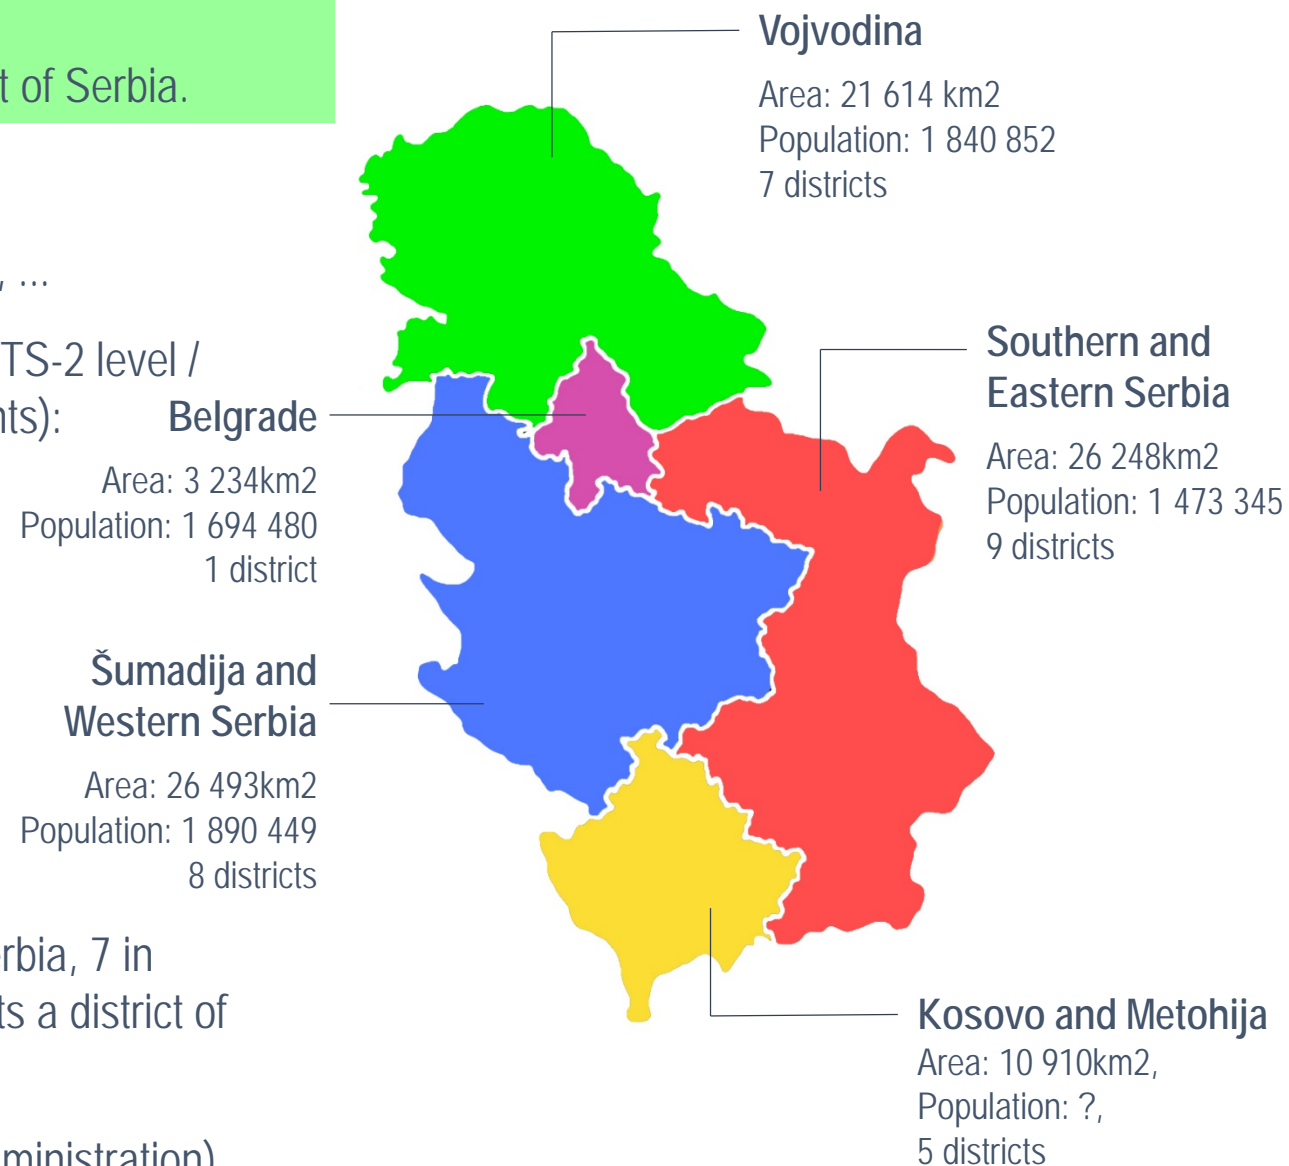 t of Serbia.
, ...
TS-2 level /
nts):
Vojvodina
Area: 21 614 km2
Population: 1 840 852
7 districts
Southern and
Eastern Serbia
Area: 26 248km2
Population: 1 473 345
9 districts
Belgrade
Area: 3 234km2
Population: 1 694 480
1 district
Šumadija and
Western Serbia
Area: 26 493km2
Population: 1 890 449
8 districts
rbia, 7 in
ts a district of
Kosovo and Metohija
Area: 10 910km2,
Population: ?,
5 districts
ministration)